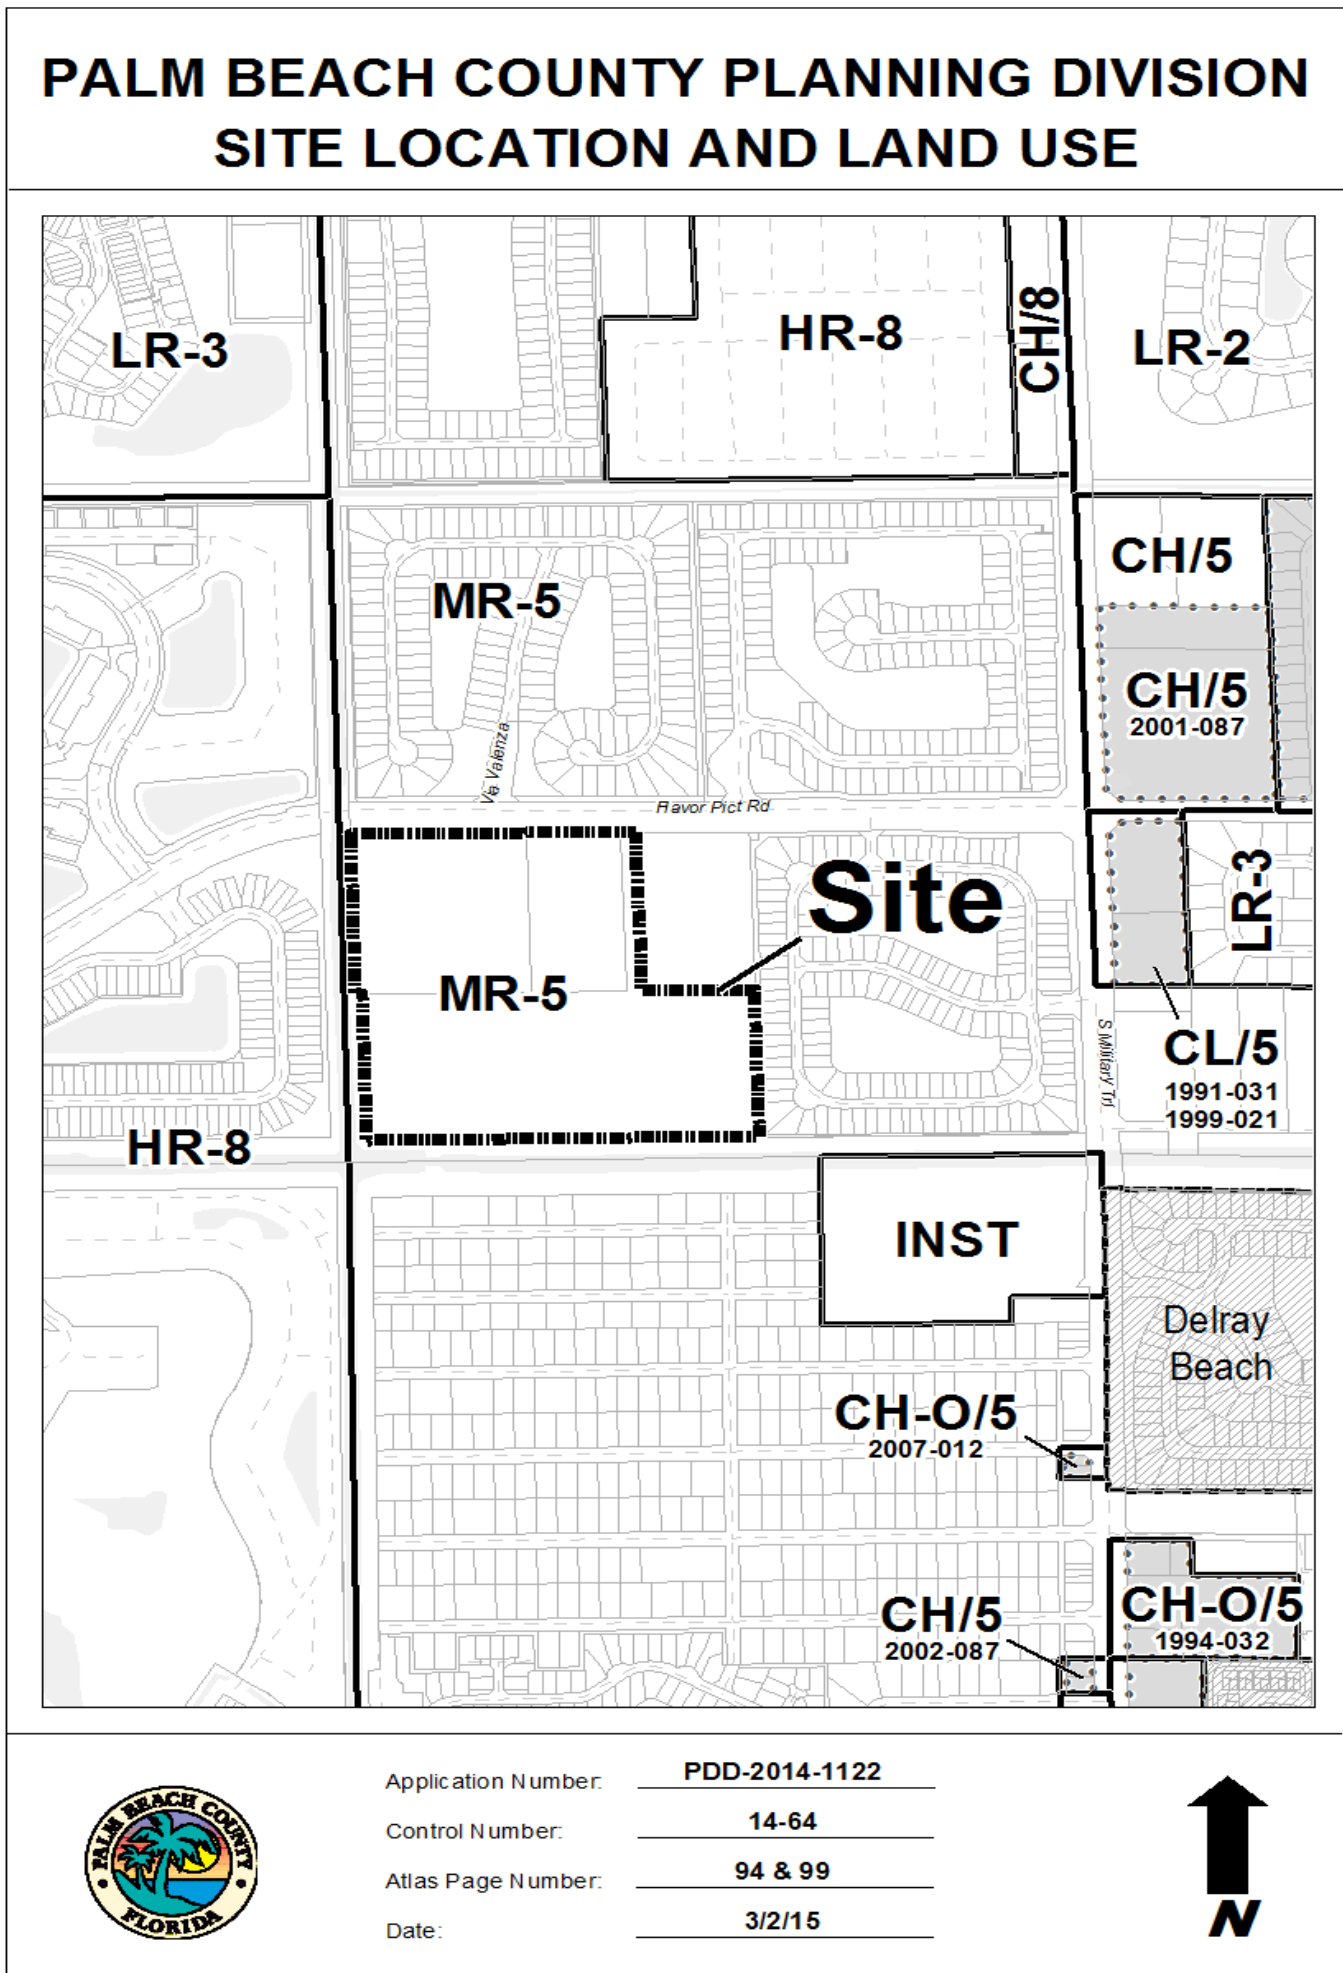 PALM BEACH COUNTY PLANNING DIVISION
SITE LOCATION AND LAND USE
LR-3
HR-8
CH/8
LR-2
MR-5
CH/5
CH/5
2001-087
Via Valenza
Flavor Pict Rd
Site
LR-3
MR-5
S Military Trl
CL/5
1991-031
1999-021
HR-8
INST
Delray
Beach
CH-O/5
2007-012
CH/5
2002-087
CH-O/5
1994-032
PALM BEACH COUNTY
FLORIDA
Application Number: PDD-2014-1122
Control Number: 14-64
Atlas Page Number: 94 & 99
Date: 3/2/15
N